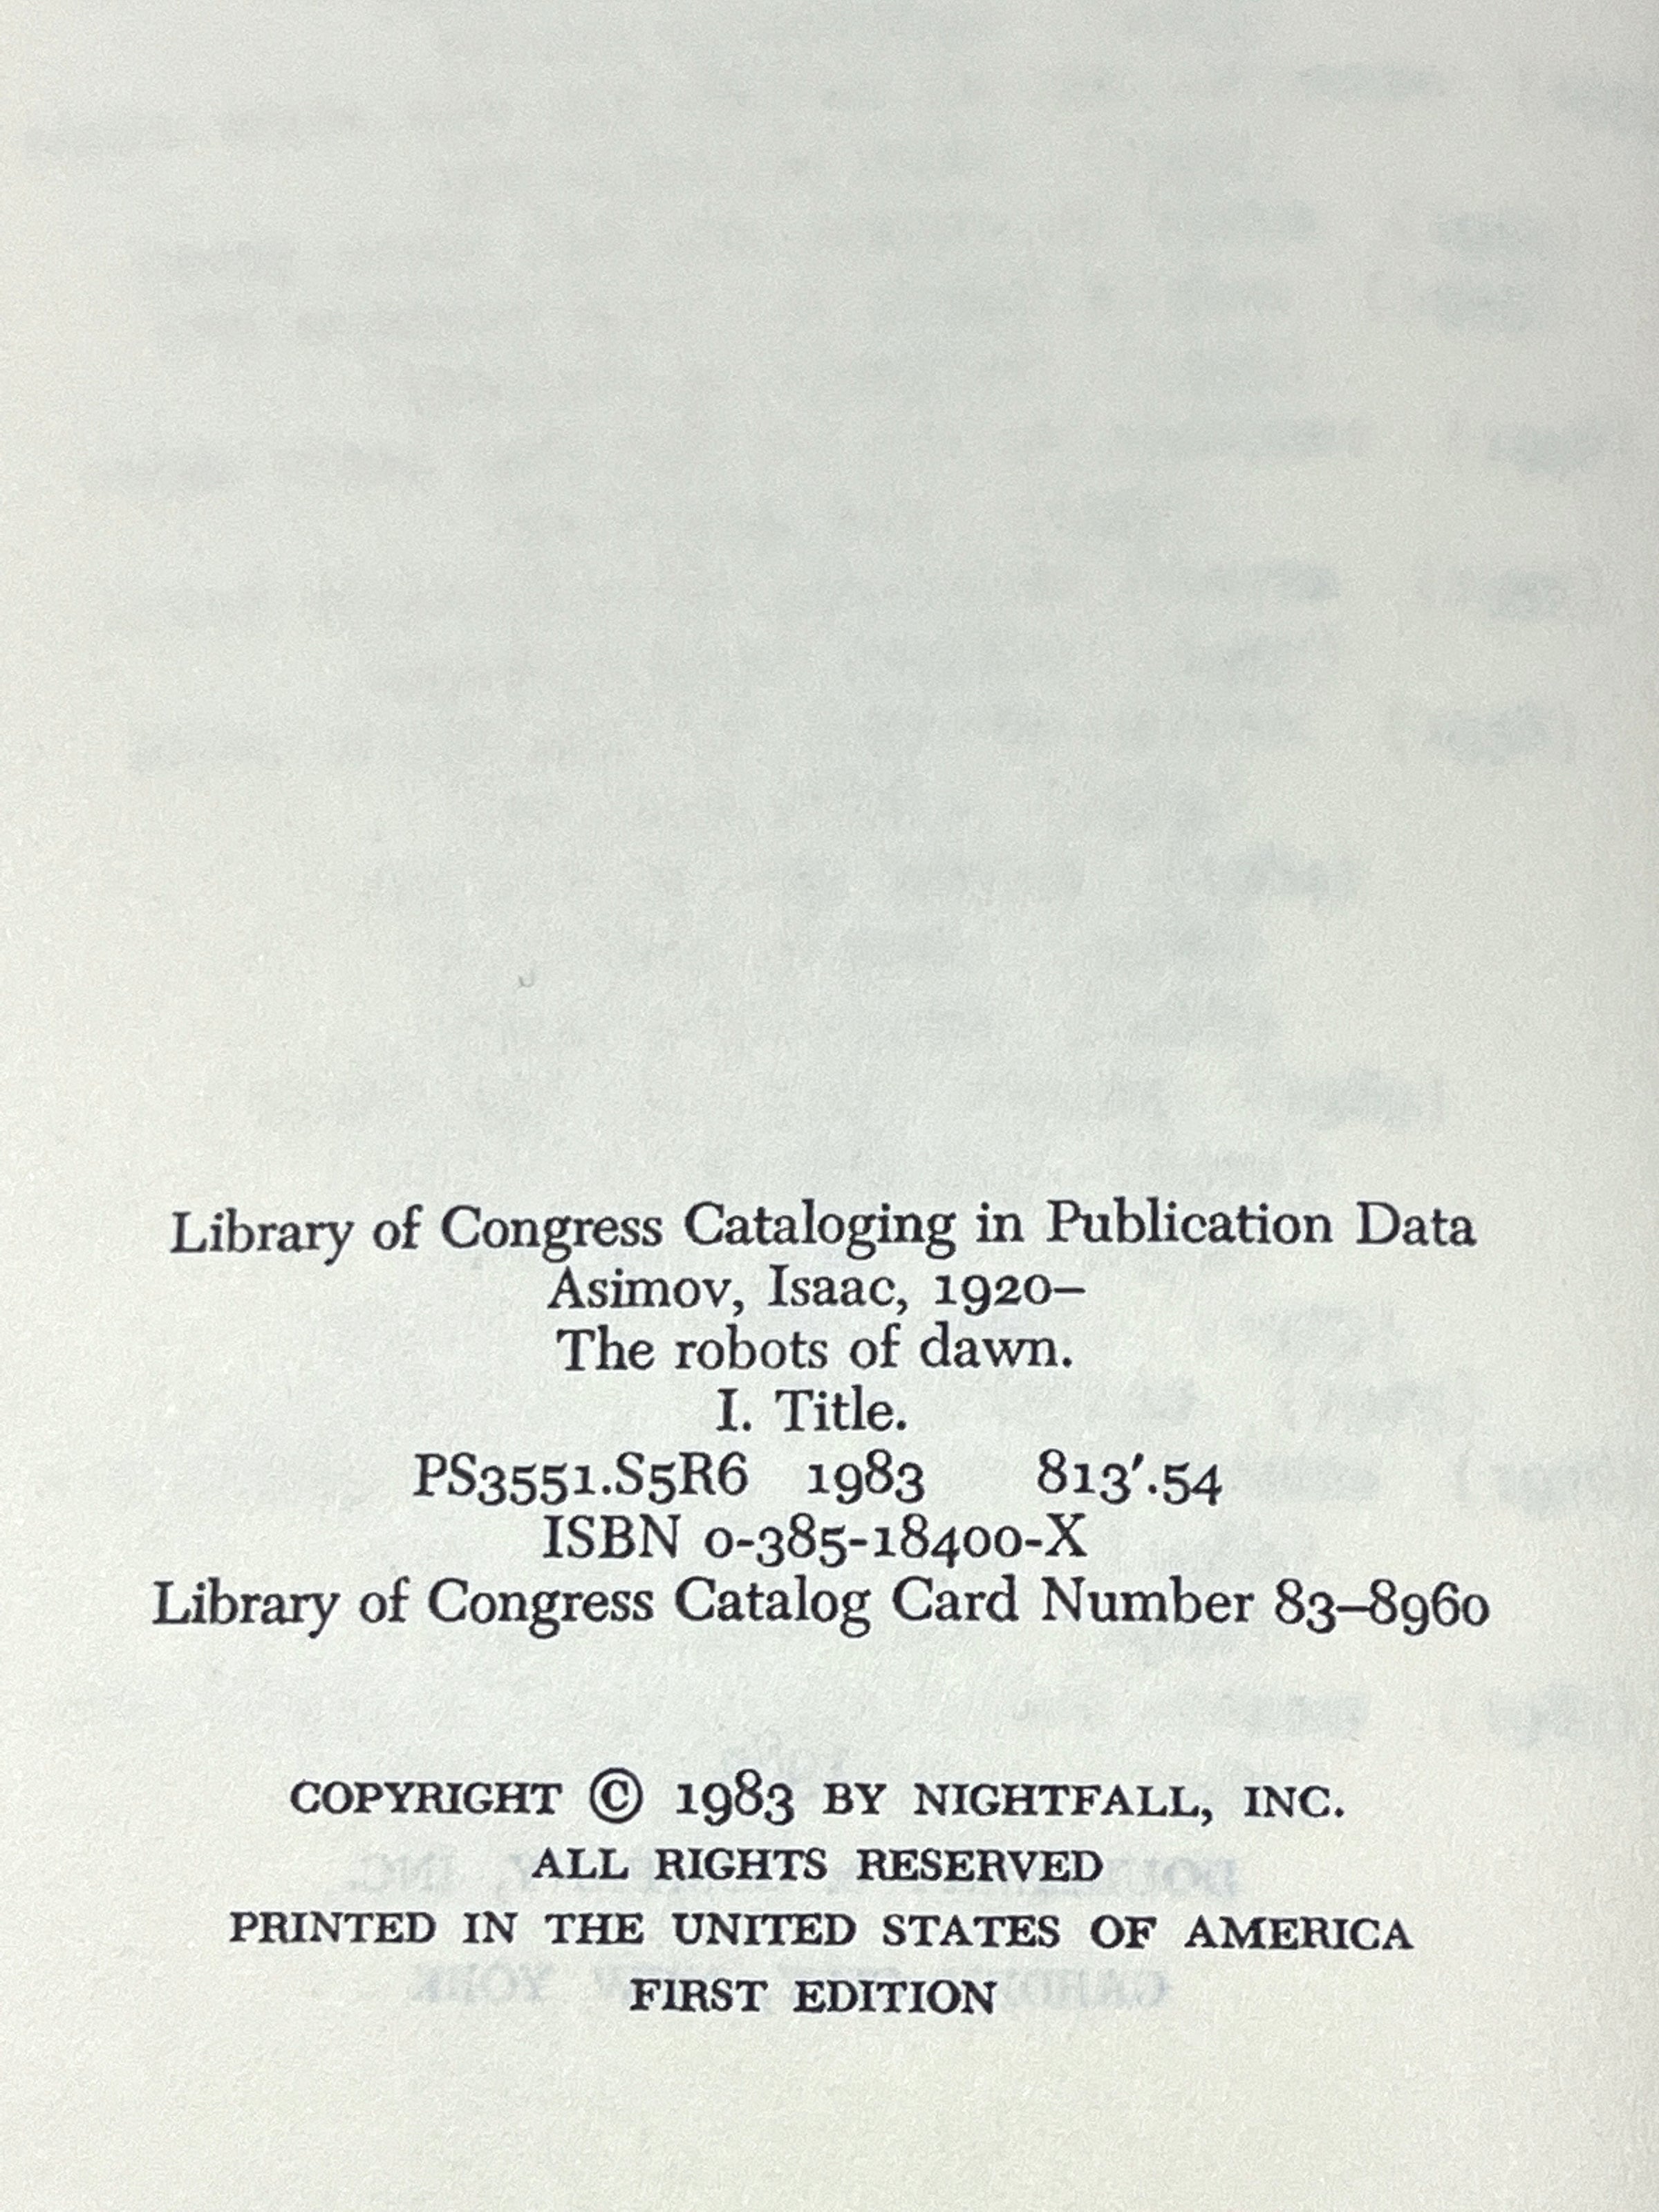 Library of Congress Cataloging in Publication Data
Asimov, Isaac, 1920–
The robots of dawn.
I. Title.
PS3551.S5R6 1983 813′.54
ISBN 0-385-18400-X
Library of Congress Catalog Card Number 83–8960
COPYRIGHT © 1983 BY NIGHTFALL, INC.
ALL RIGHTS RESERVED
PRINTED IN THE UNITED STATES OF AMERICA
FIRST EDITION